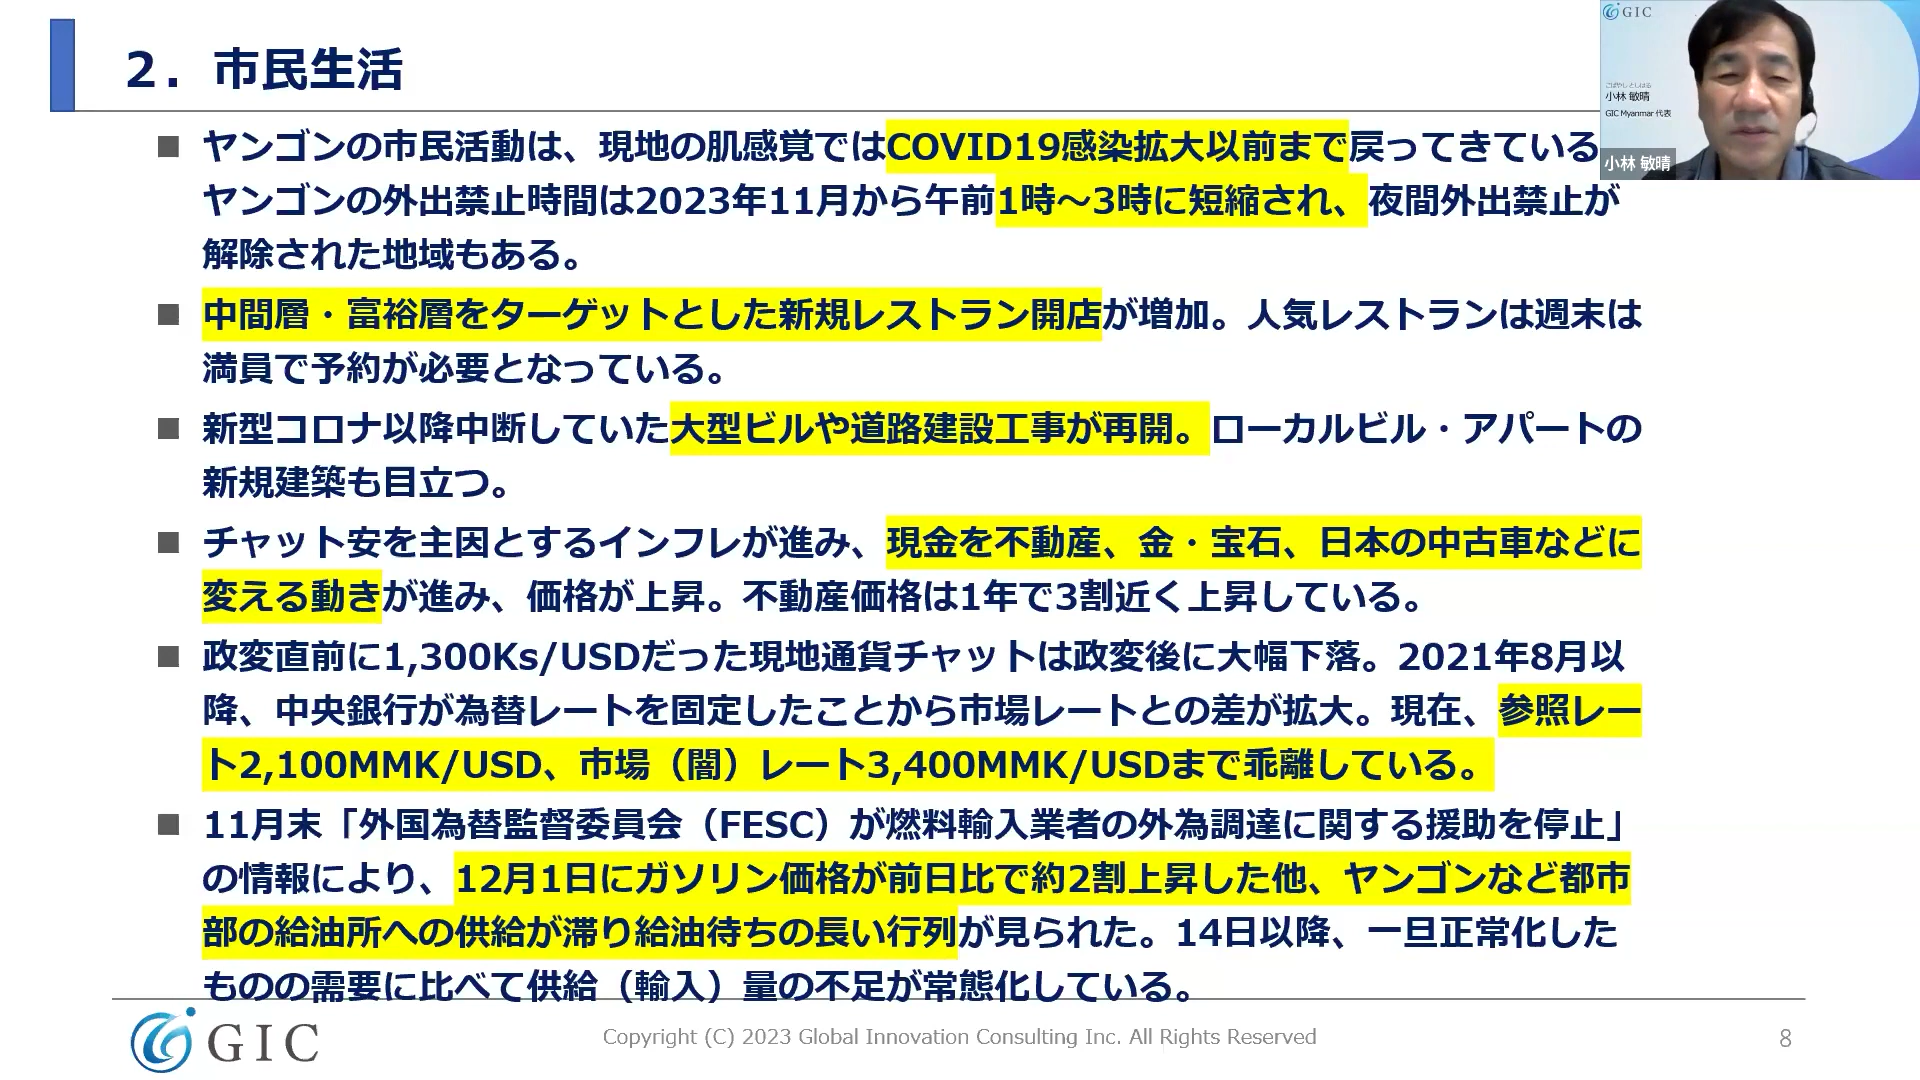 2．市民生活
GIC
こばやし としはる
小林 敏晴
GIC Myanmar 代表
小林 敏晴
■ ヤンゴンの市民活動は、現地の肌感覚ではCOVID19感染拡大以前まで戻ってきている
ヤンゴンの外出禁止時間は2023年11月から午前1時～3時に短縮され、夜間外出禁止が
解除された地域もある。
■ 中間層・富裕層をターゲットとした新規レストラン開店が増加。人気レストランは週末は
満員で予約が必要となっている。
■ 新型コロナ以降中断していた大型ビルや道路建設工事が再開。ローカルビル・アパートの
新規建築も目立つ。
■ チャット安を主因とするインフレが進み、現金を不動産、金・宝石、日本の中古車などに
変える動きが進み、価格が上昇。不動産価格は1年で3割近く上昇している。
■ 政変直前に1,300Ks/USDだった現地通貨チャットは政変後に大幅下落。2021年8月以
降、中央銀行が為替レートを固定したことから市場レートとの差が拡大。現在、参照レー
ト2,100MMK/USD、市場（闇）レート3,400MMK/USDまで乖離している。
■ 11月末「外国為替監督委員会（FESC）が燃料輸入業者の外為調達に関する援助を停止」
の情報により、12月1日にガソリン価格が前日比で約2割上昇した他、ヤンゴンなど都市
部の給油所への供給が滞り給油待ちの長い行列が見られた。14日以降、一旦正常化した
ものの需要に比べて供給（輸入）量の不足が常態化している。
GIC
Copyright (C) 2023 Global Innovation Consulting Inc. All Rights Reserved
8